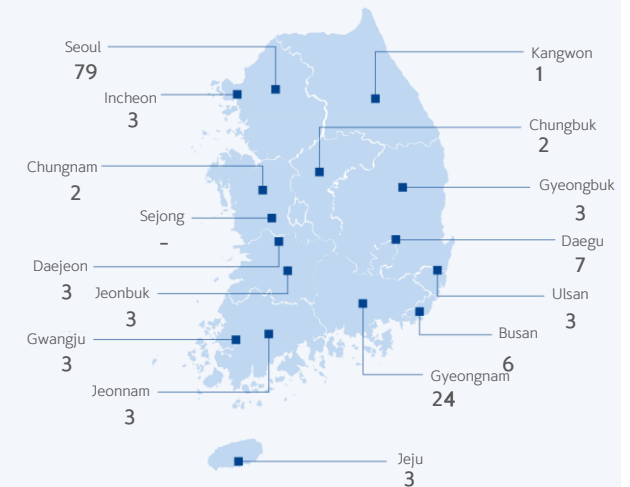 Seoul
79
Incheon
3
Chungnam
2
Sejong
-
Daejeon
3
Jeonbuk
3
Gwangju
3
Jeonnam
3
Kangwon
1
Chungbuk
2
Gyeongbuk
3
Daegu
7
Ulsan
3
Busan
6
Gyeongnam
24
Jeju
3